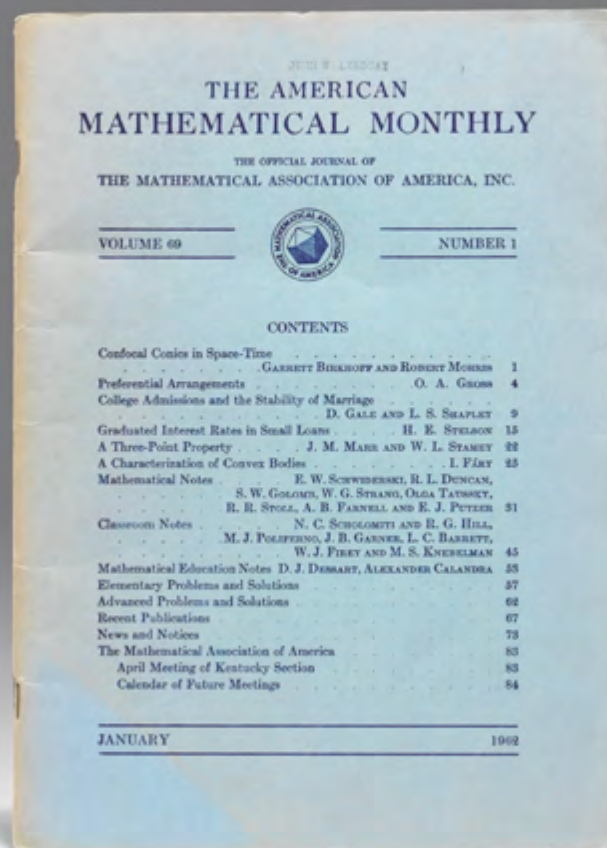 THE AMERICAN
MATHEMATICAL MONTHLY
THE OFFICIAL JOURNAL OF
THE MATHEMATICAL ASSOCIATION OF AMERICA, INC.
VOLUME 69 NUMBER 1
MATHEMATICAL ASSOCIATION OF AMERICA
CONTENTS
Confocal Conics in Space-Time
GARRETT BIRKHOFF AND ROBERT MORRIS 1
Preferential Arrangements O. A. GROSS 4
College Admissions and the Stability of Marriage
D. GALE AND L. S. SHAPLEY 9
Graduated Interest Rates in Small Loans H. E. STELSON 15
A Three-Point Property J. M. MARR AND W. L. STAMEY 22
A Characterization of Convex Bodies I. FÁRY 25
Mathematical Notes E. W. SCHWIEDERSKI, R. L. DUNCAN,
S. W. GOLOMB, W. G. STRANG, OLGA TAUSSKY,
R. R. STOLL, A. B. FARNELL AND E. J. PUTZER 31
Classroom Notes N. C. SCHOLOMITI AND R. G. HILL,
M. J. POLIFERNO, J. B. GARNER, L. C. BARRETT,
W. J. FIREY AND M. S. KNEBELMAN 45
Mathematical Education Notes D. J. DESSART, ALEXANDER CALANDRA 53
Elementary Problems and Solutions 57
Advanced Problems and Solutions 62
Recent Publications 67
News and Notices 73
The Mathematical Association of America 83
April Meeting of Kentucky Section 83
Calendar of Future Meetings 84
JANUARY 1962